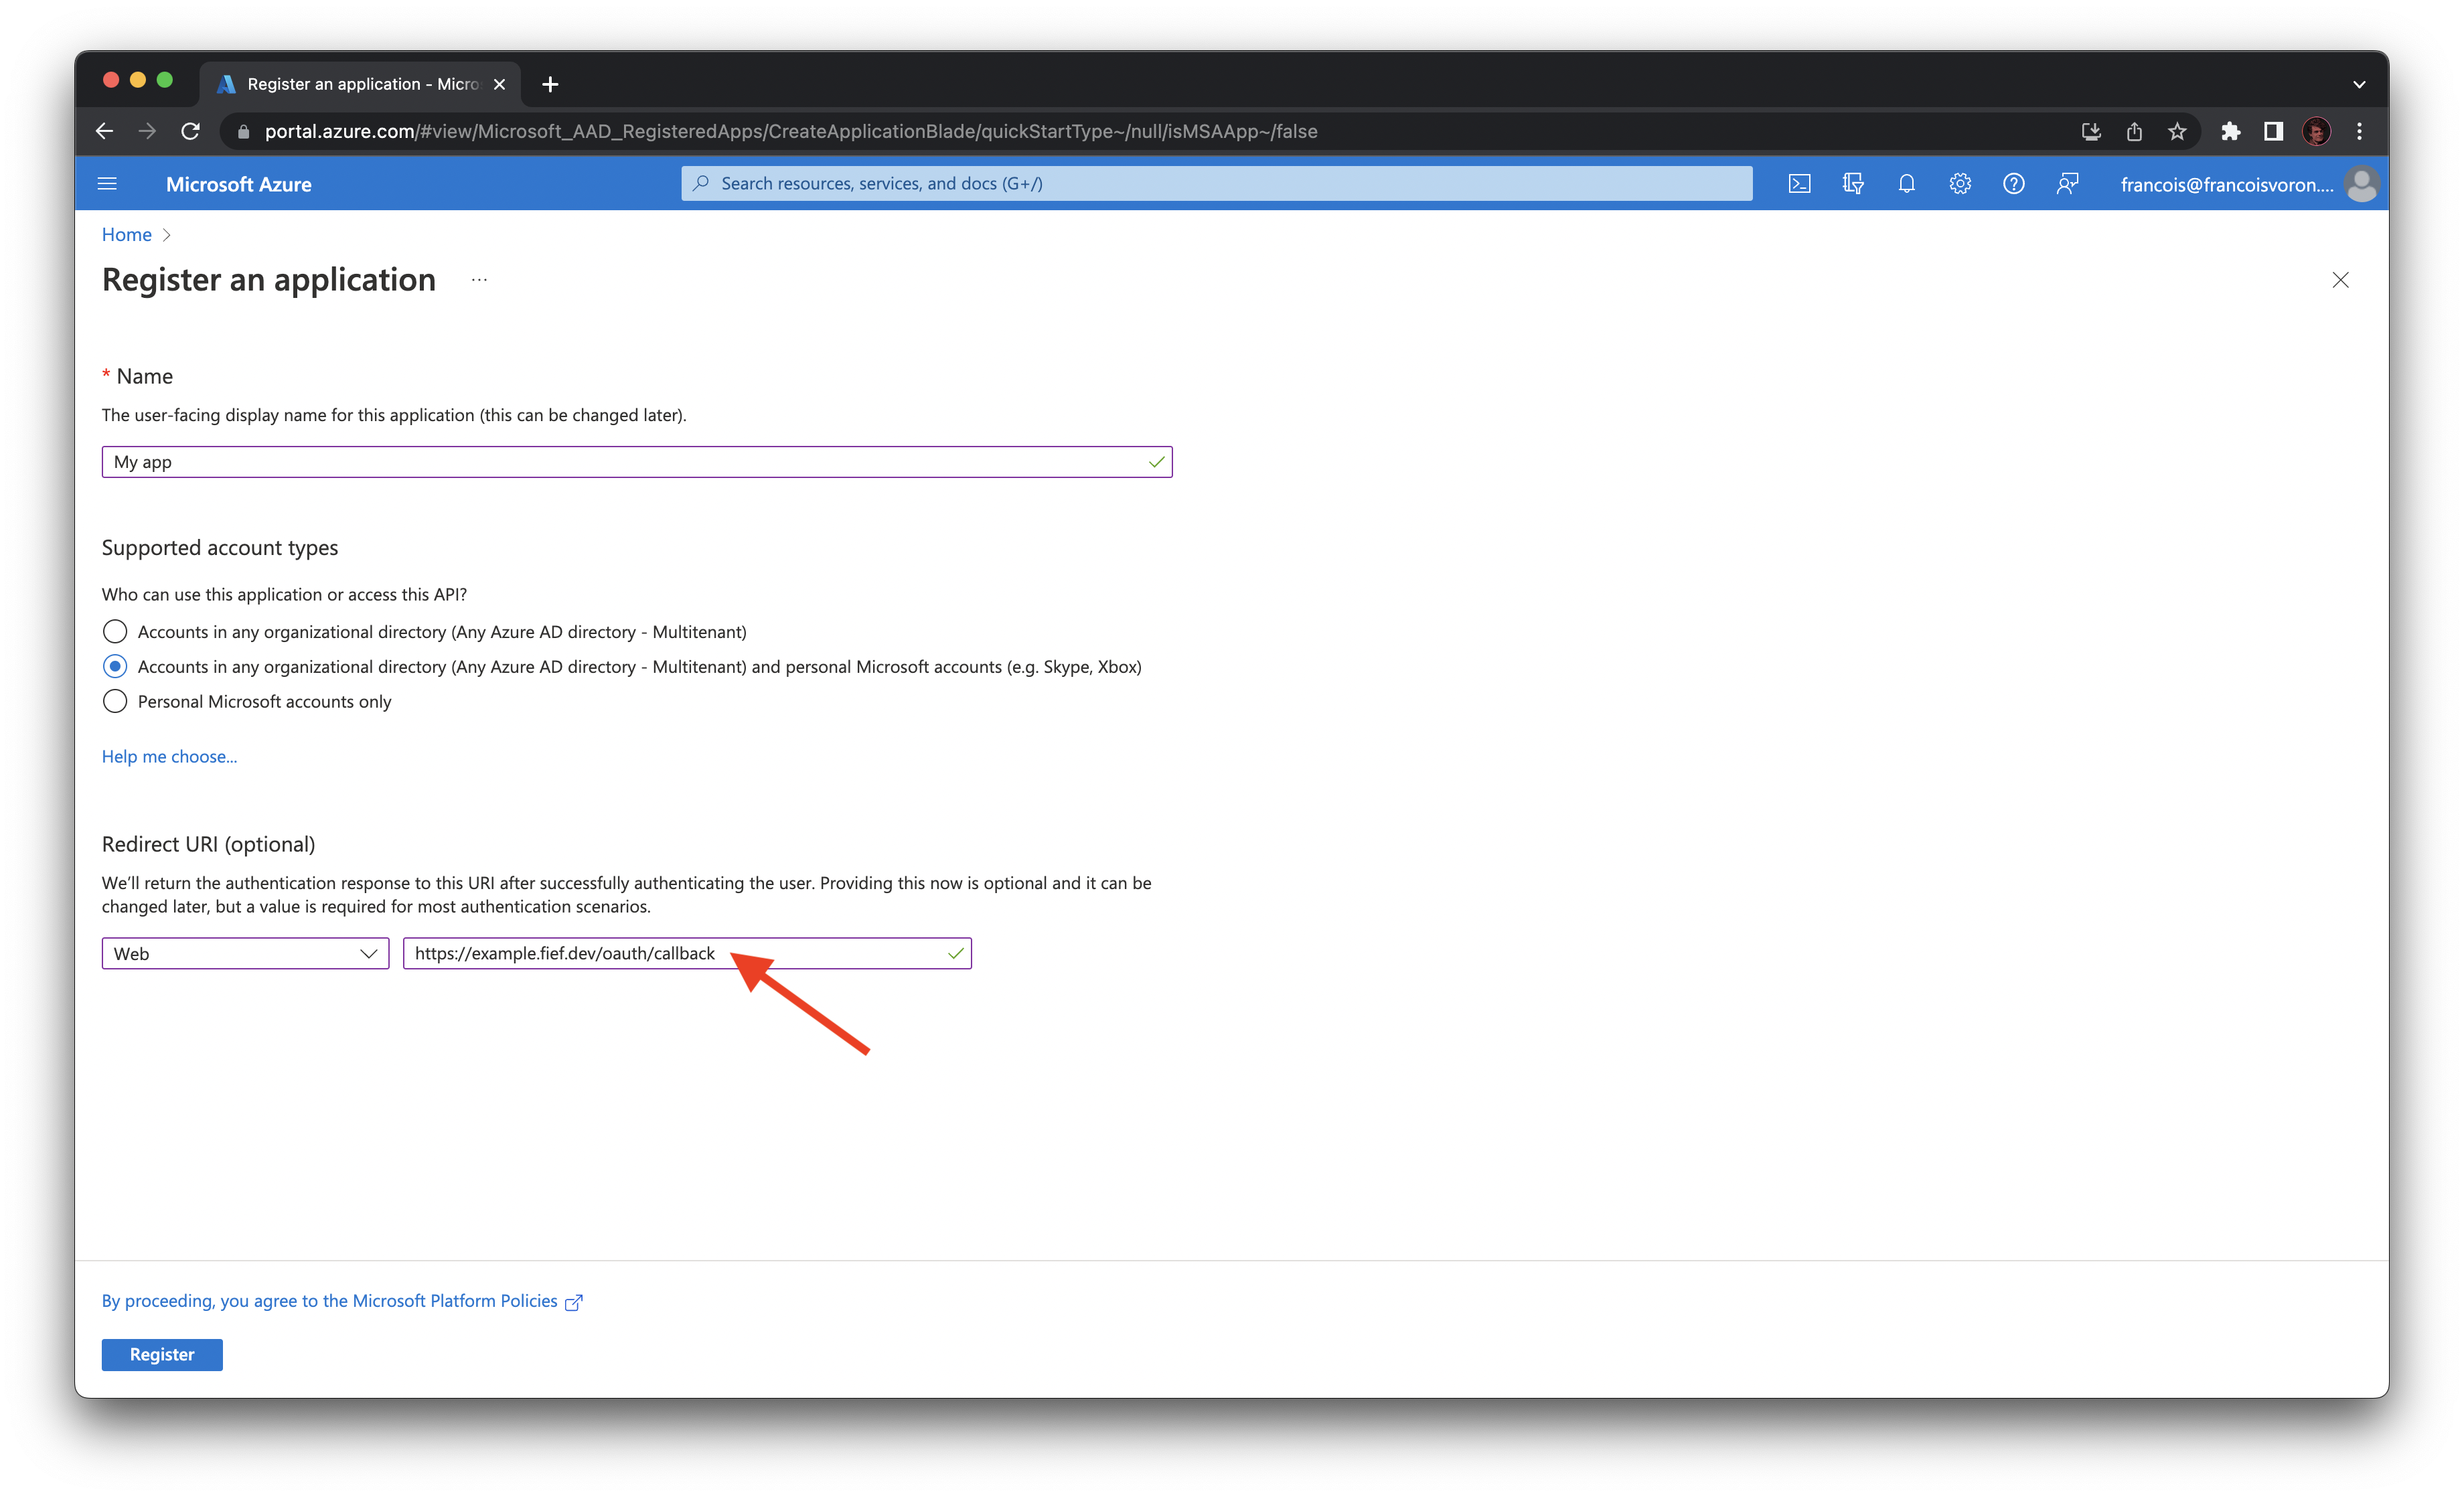 Register an application - Micro
portal.azure.com/#view/Microsoft_AAD_RegisteredApps/CreateApplicationBlade/quickStartType~/null/isMSAApp~/false
Microsoft Azure
Search resources, services, and docs (G+/)
francois@francoisvoron....
Home
Register an application ...
* Name
The user-facing display name for this application (this can be changed later).
My app
Supported account types
Who can use this application or access this API?
Accounts in any organizational directory (Any Azure AD directory - Multitenant)
Accounts in any organizational directory (Any Azure AD directory - Multitenant) and personal Microsoft accounts (e.g. Skype, Xbox)
Personal Microsoft accounts only
Help me choose...
Redirect URI (optional)
We'll return the authentication response to this URI after successfully authenticating the user. Providing this now is optional and it can be
changed later, but a value is required for most authentication scenarios.
Web
https://example.fief.dev/oauth/callback
By proceeding, you agree to the Microsoft Platform Policies
Register